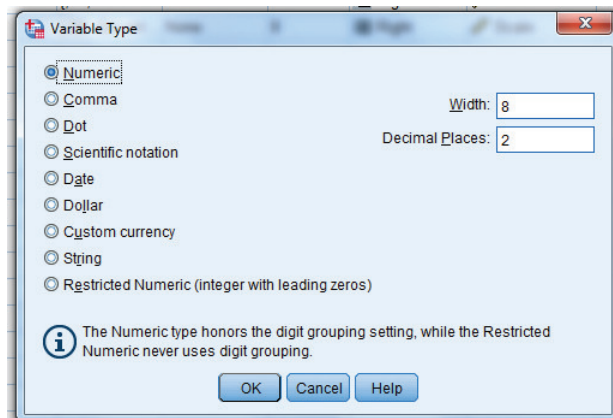 Variable Type
Numeric
Comma
Width: 8
Dot
Decimal Places: 2
Scientific notation
Date
Dollar
Custom currency
String
Restricted Numeric (integer with leading zeros)
The Numeric type honors the digit grouping setting, while the Restricted
Numeric never uses digit grouping.
OK Cancel Help